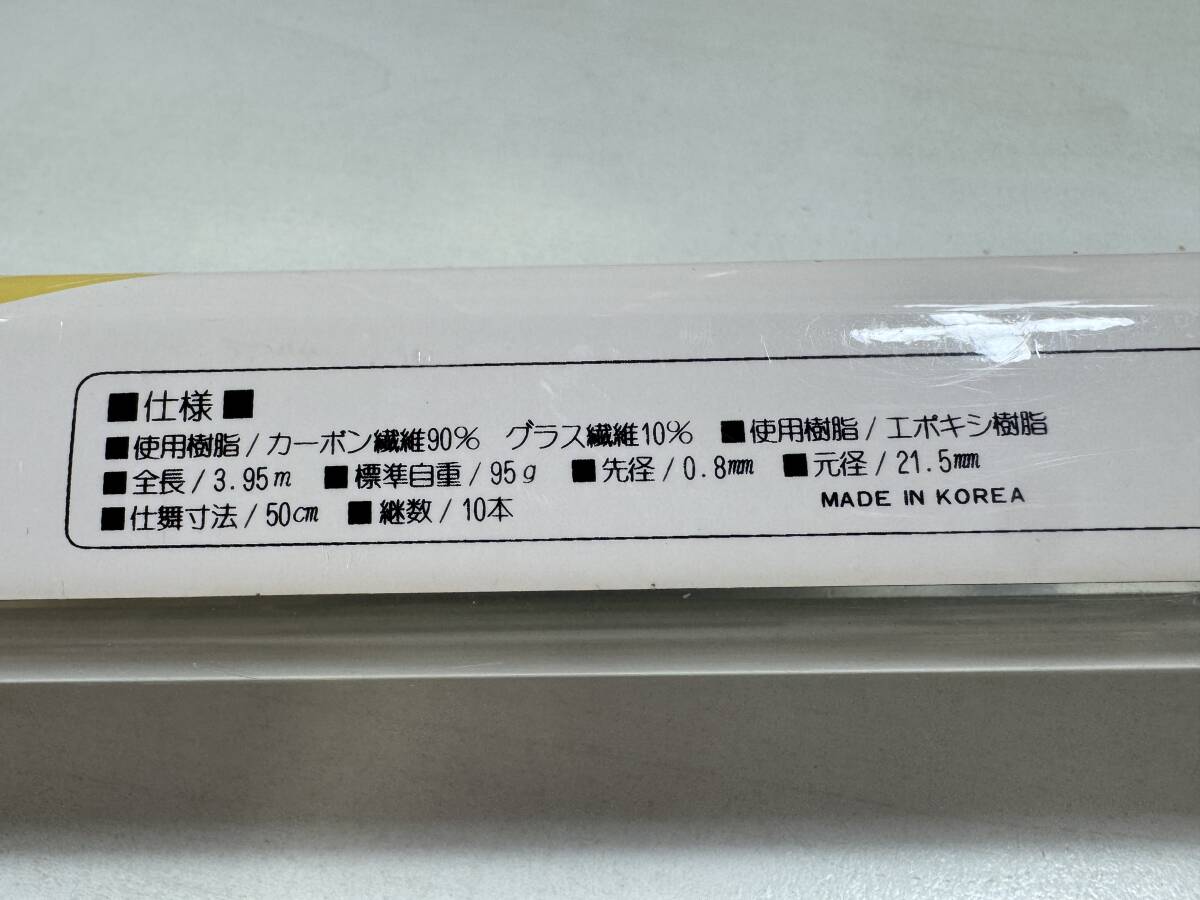 ■仕様■
■使用樹脂/カーボン繊維90% グラス繊維10% ■使用樹脂/エポキシ樹脂
■全長/3.95m ■標準自重/95g ■先径/0.8mm ■元径/21.5mm
■仕舞寸法/50cm ■継数/10本 MADE IN KOREA